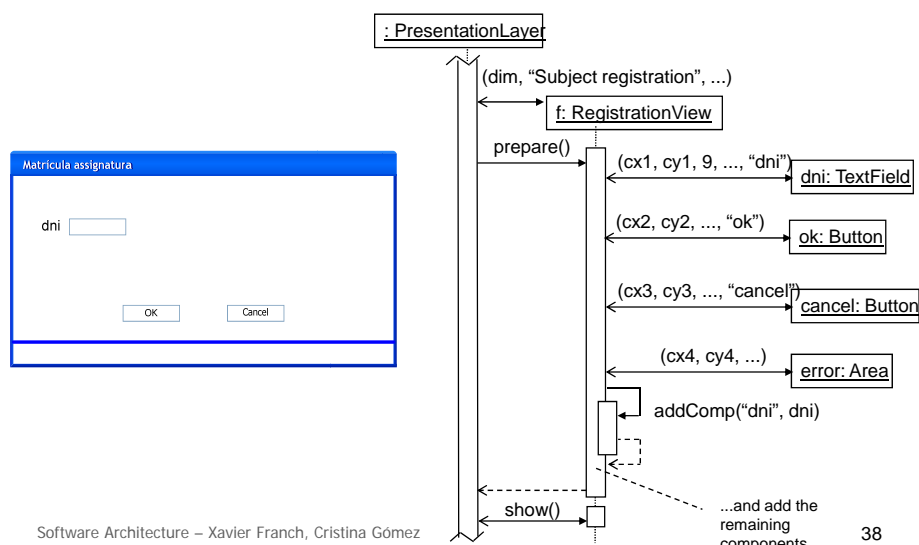 : PresentationLayer
(dim, “Subject registration”, ...)
f: RegistrationView
prepare()
(cx1, cy1, 9, ..., “dni”)
dni: TextField
Matrícula assignatura
dni
(cx2, cy2, ..., “ok”)
ok: Button
(cx3, cy3, ..., “cancel”)
cancel: Button
OK
Cancel
(cx4, cy4, ...)
error: Area
addComp(“dni”, dni)
show()
...and add the
remaining
components
Software Architecture – Xavier Franch, Cristina Gómez
38